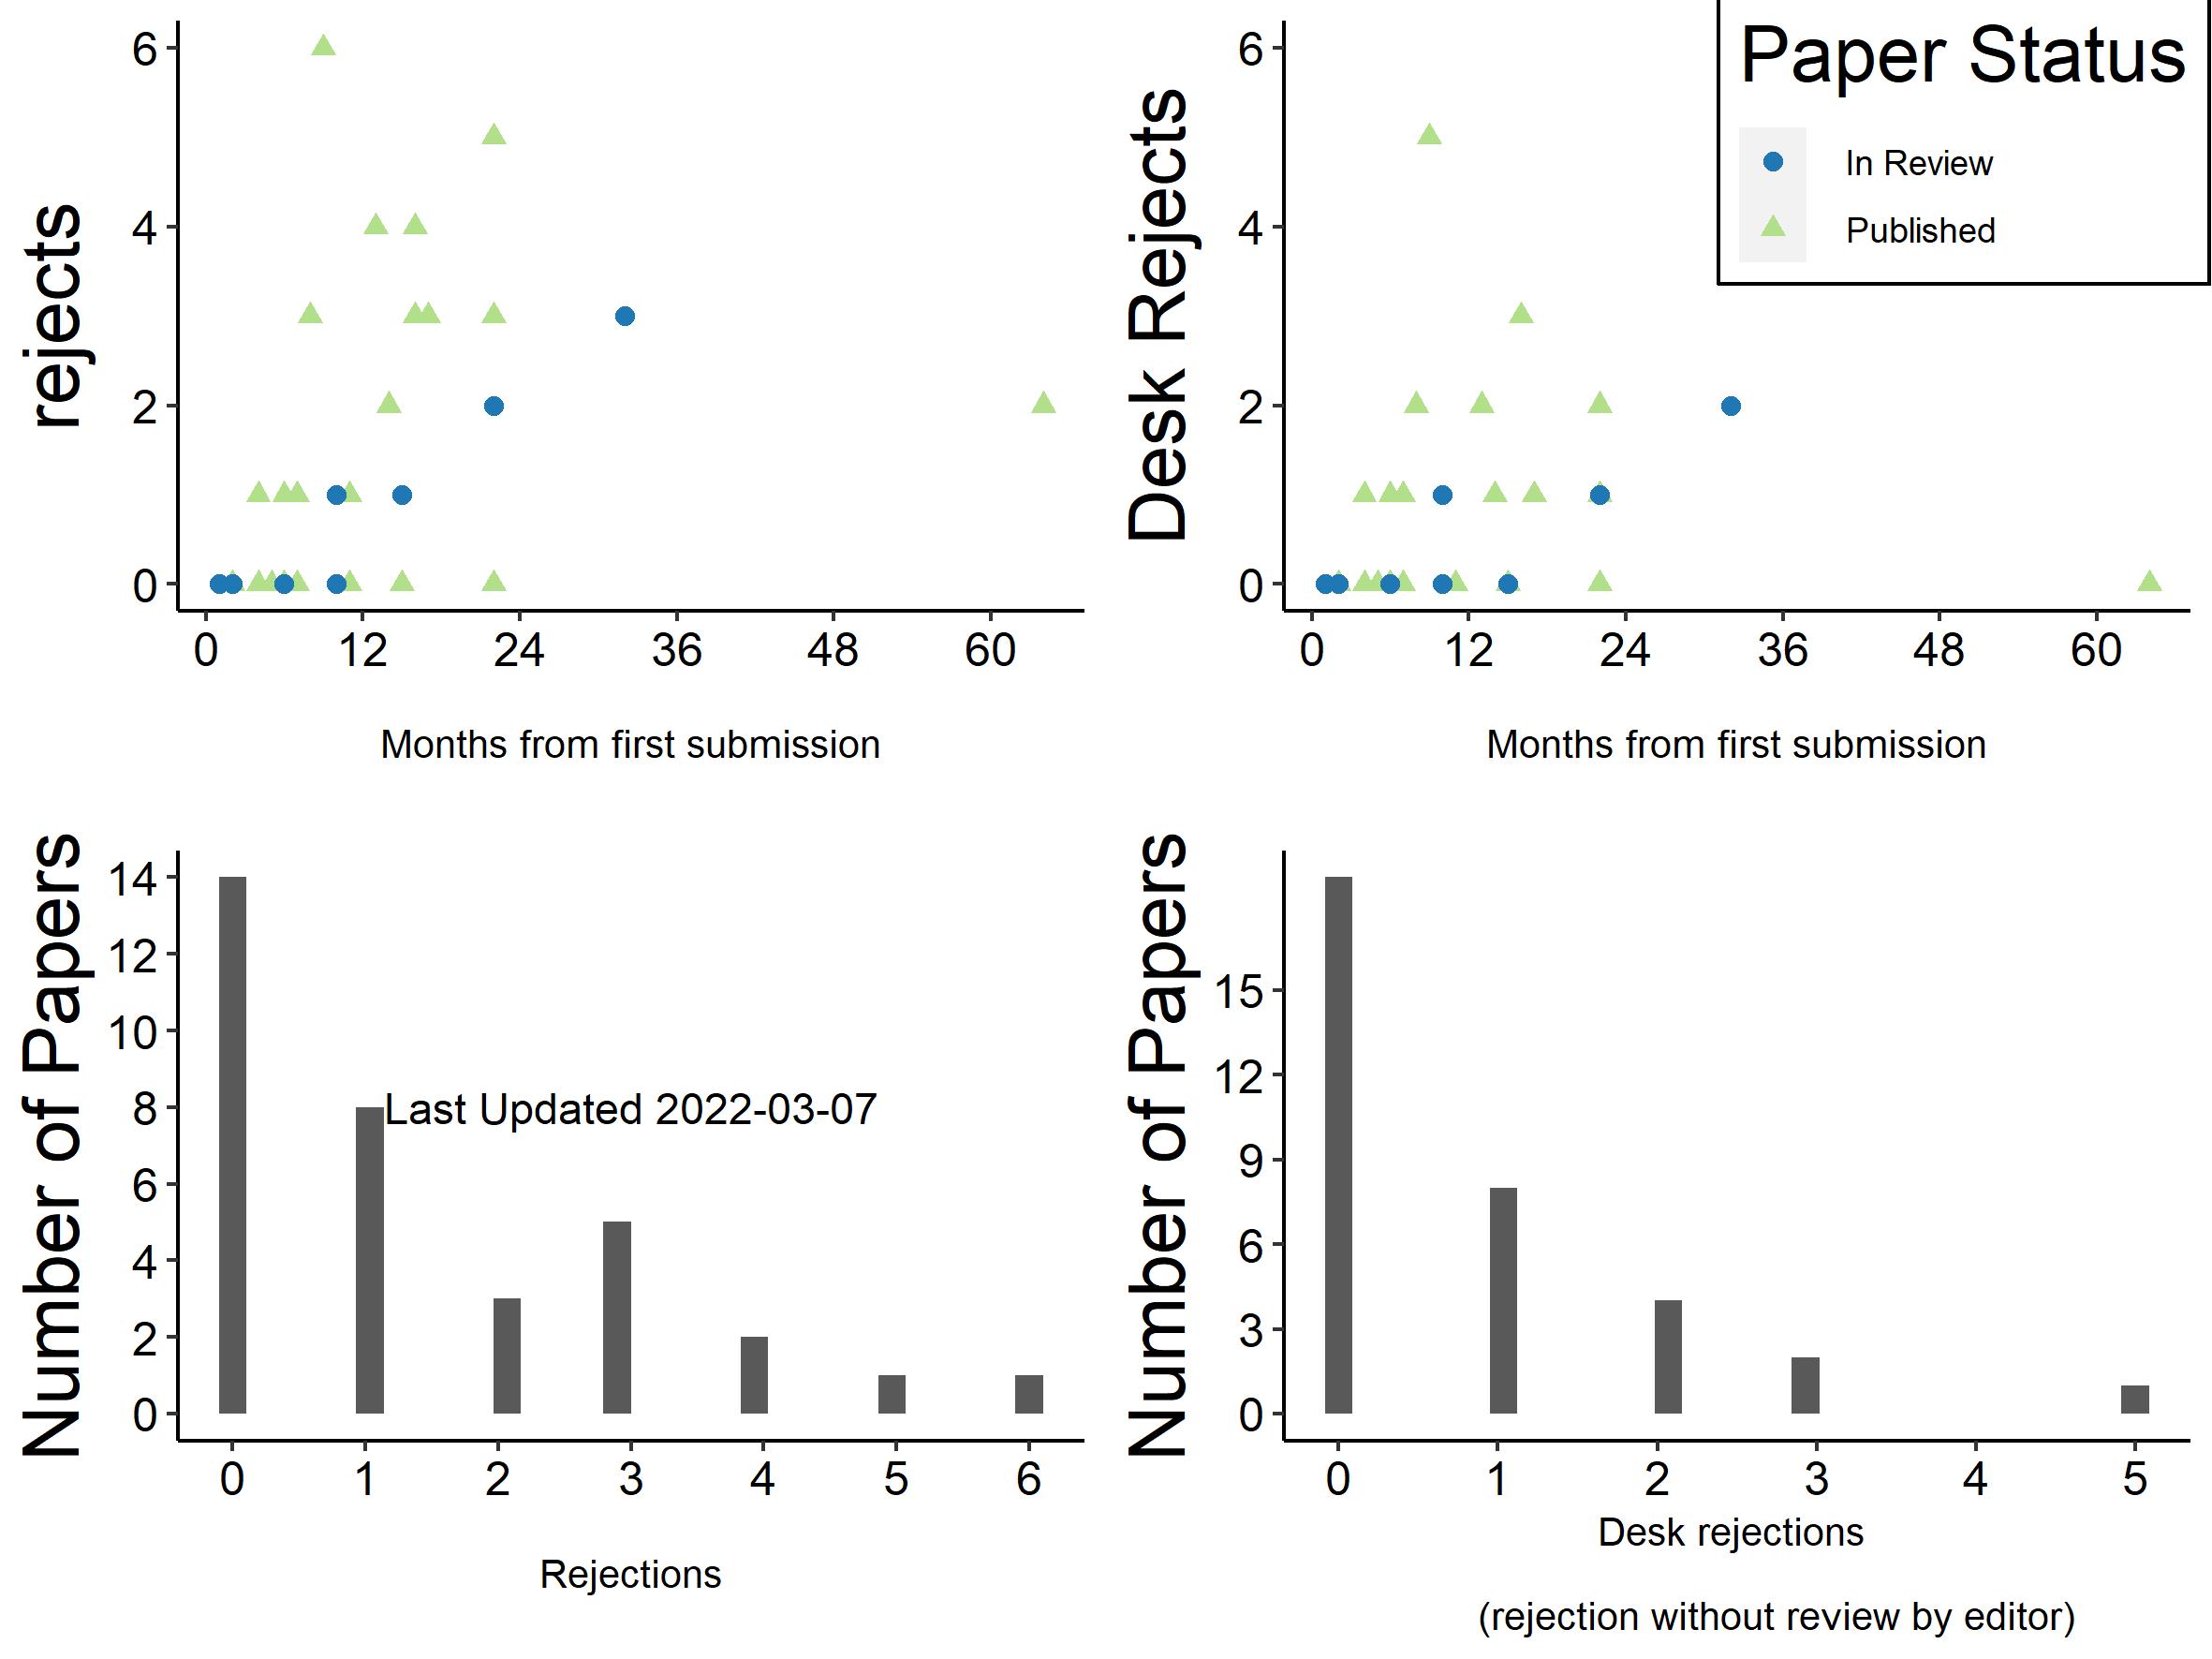 rejects
6
4
2
0
0 12 24 36 48 60
Months from first submission
Desk Rejects
6
4
2
0
0 12 24 36 48 60
Months from first submission
Paper Status
In Review
Published
Number of Papers
14
12
10
8
6
4
2
0
Last Updated 2022-03-07
0 1 2 3 4 5 6
Rejections
Number of Papers
15
12
9
6
3
0
0 1 2 3 4 5
Desk rejections
(rejection without review by editor)